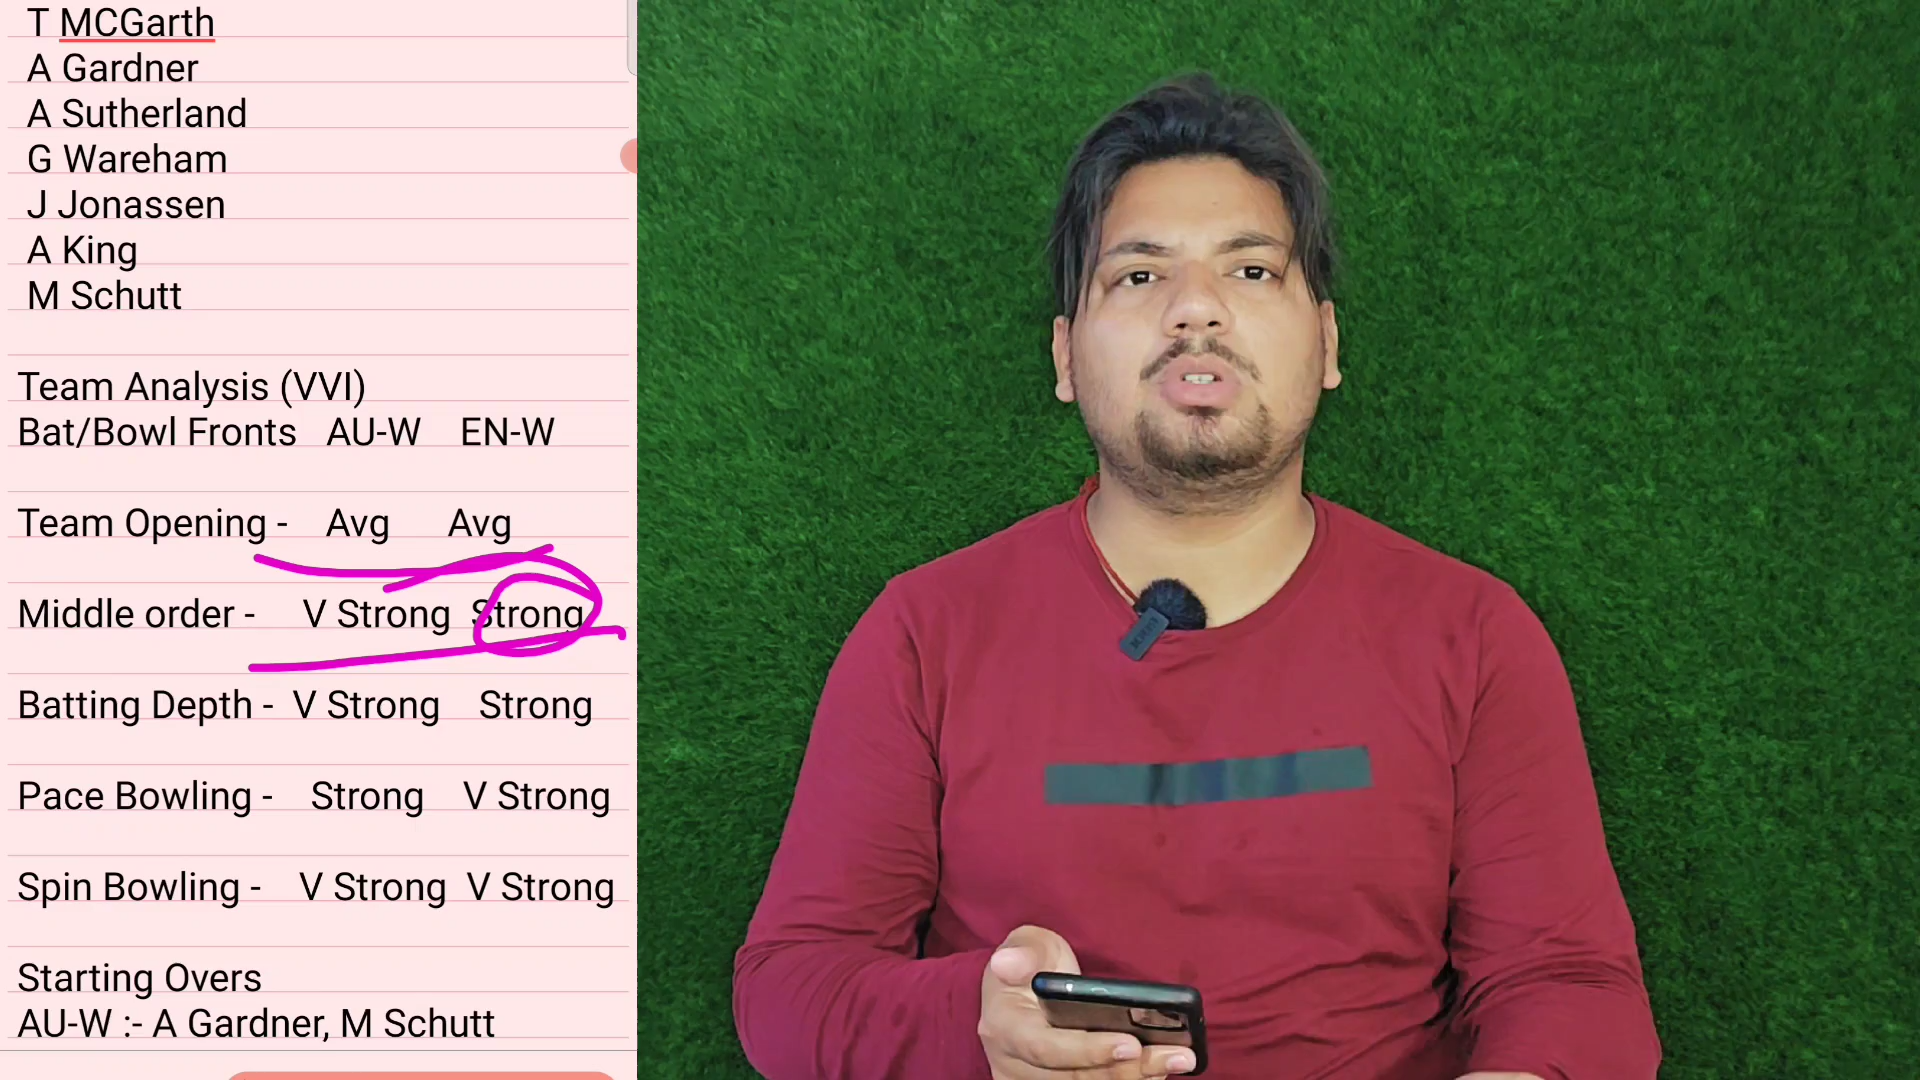 T MCGarth
A Gardner
A Sutherland
G Wareham
J Jonassen
A King
M Schutt
Team Analysis (VVI)
Bat/Bowl Fronts AU-W EN-W
Team Opening - Avg Avg
Middle order - V Strong Strong
Batting Depth - V Strong Strong
Pace Bowling - Strong V Strong
Spin Bowling - V Strong V Strong
Starting Overs
AU-W :- A Gardner, M Schutt